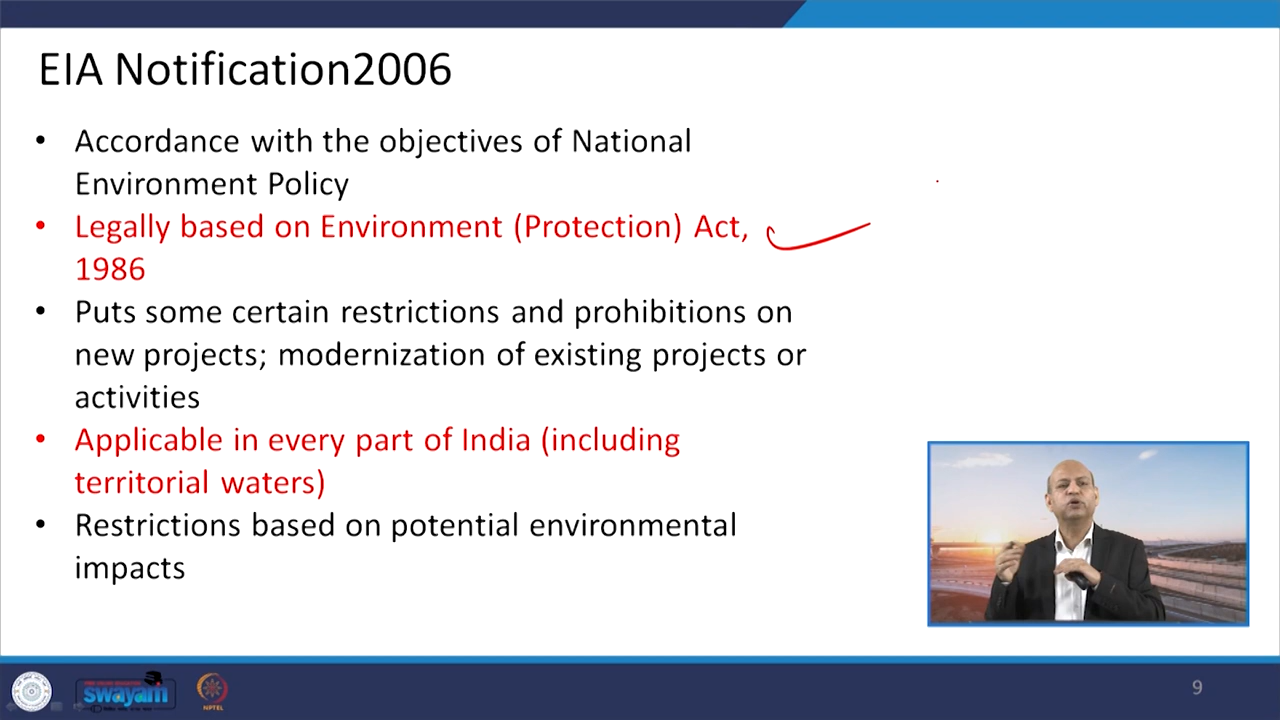 EIA Notification2006
• Accordance with the objectives of National
Environment Policy
• Legally based on Environment (Protection) Act,
1986
• Puts some certain restrictions and prohibitions on
new projects; modernization of existing projects or
activities
• Applicable in every part of India (including
territorial waters)
• Restrictions based on potential environmental
impacts
swayam
NPTEL
9